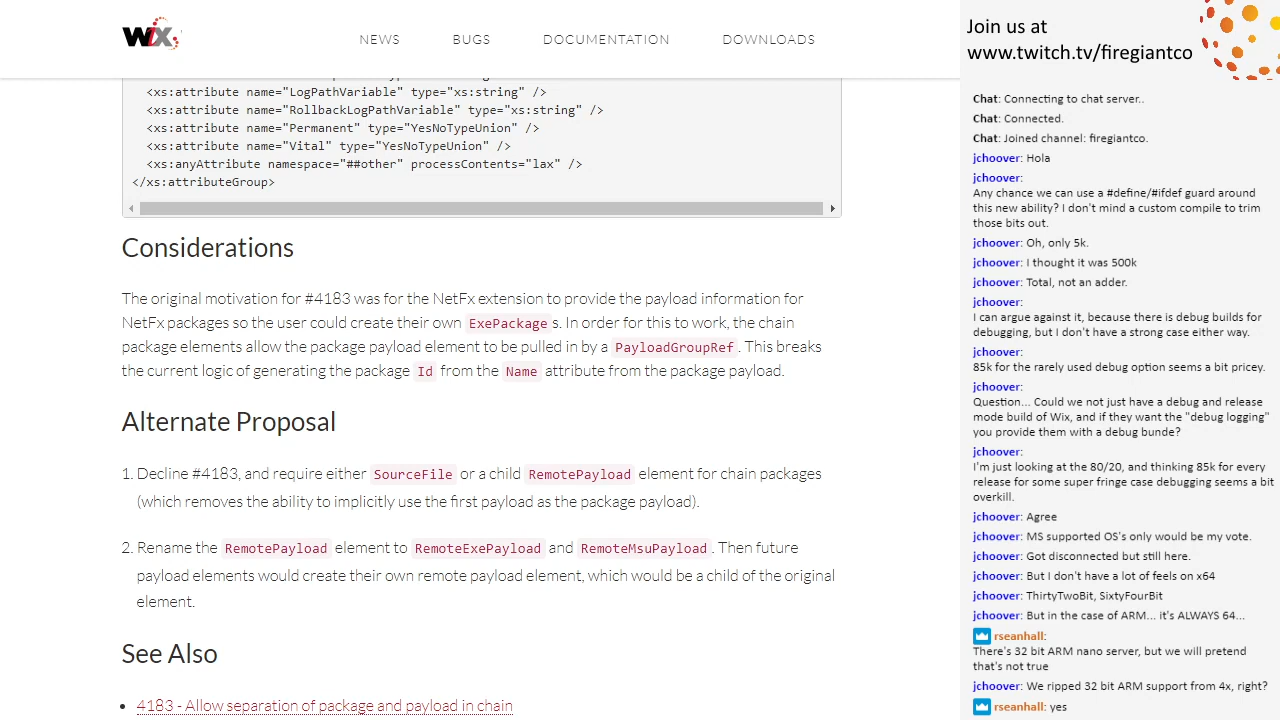 WiX
NEWS
BUGS
DOCUMENTATION
DOWNLOADS
<xs:attribute name="LogPathVariable" type="xs:string" />
<xs:attribute name="RollbackLogPathVariable" type="xs:string" />
<xs:attribute name="Permanent" type="YesNoTypeUnion" />
<xs:attribute name="Vital" type="YesNoTypeUnion" />
<xs:anyAttribute namespace="##other" processContents="lax" />
</xs:attributeGroup>
Considerations
The original motivation for #4183 was for the NetFx extension to provide the payload information for
NetFx packages so the user could create their own ExePackage s. In order for this to work, the chain
package elements allow the package payload element to be pulled in by a PayloadGroupRef . This breaks
the current logic of generating the package Id from the Name attribute from the package payload.
Alternate Proposal
1. Decline #4183, and require either SourceFile or a child RemotePayload element for chain packages
(which removes the ability to implicitly use the first payload as the package payload).
2. Rename the RemotePayload element to RemoteExePayload and RemoteMsuPayload . Then future
payload elements would create their own remote payload element, which would be a child of the original
element.
See Also
• 4183 - Allow separation of package and payload in chain
Join us at
www.twitch.tv/firegiantco
Chat: Connecting to chat server..
Chat: Connected.
Chat: Joined channel: firegiantco.
jchoover: Hola
jchoover:
Any chance we can use a #define/#ifdef guard around
this new ability? I don't mind a custom compile to trim
those bits out.
jchoover: Oh, only 5k.
jchoover: I thought it was 500k
jchoover: Total, not an adder.
jchoover:
I can argue against it, because there is debug builds for
debugging, but I don't have a strong case either way.
jchoover:
85k for the rarely used debug option seems a bit pricey.
jchoover:
Question... Could we not just have a debug and release
mode build of Wix, and if they want the "debug logging"
you provide them with a debug bunde?
jchoover:
I'm just looking at the 80/20, and thinking 85k for every
release for some super fringe case debugging seems a bit
overkill.
jchoover: Agree
jchoover: MS supported OS's only would be my vote.
jchoover: Got disconnected but still here.
jchoover: But I don't have a lot of feels on x64
jchoover: ThirtyTwoBit, SixtyFourBit
jchoover: But in the case of ARM... it's ALWAYS 64...
rseanhall:
There's 32 bit ARM nano server, but we will pretend
that's not true
jchoover: We ripped 32 bit ARM support from 4x, right?
rseanhall: yes